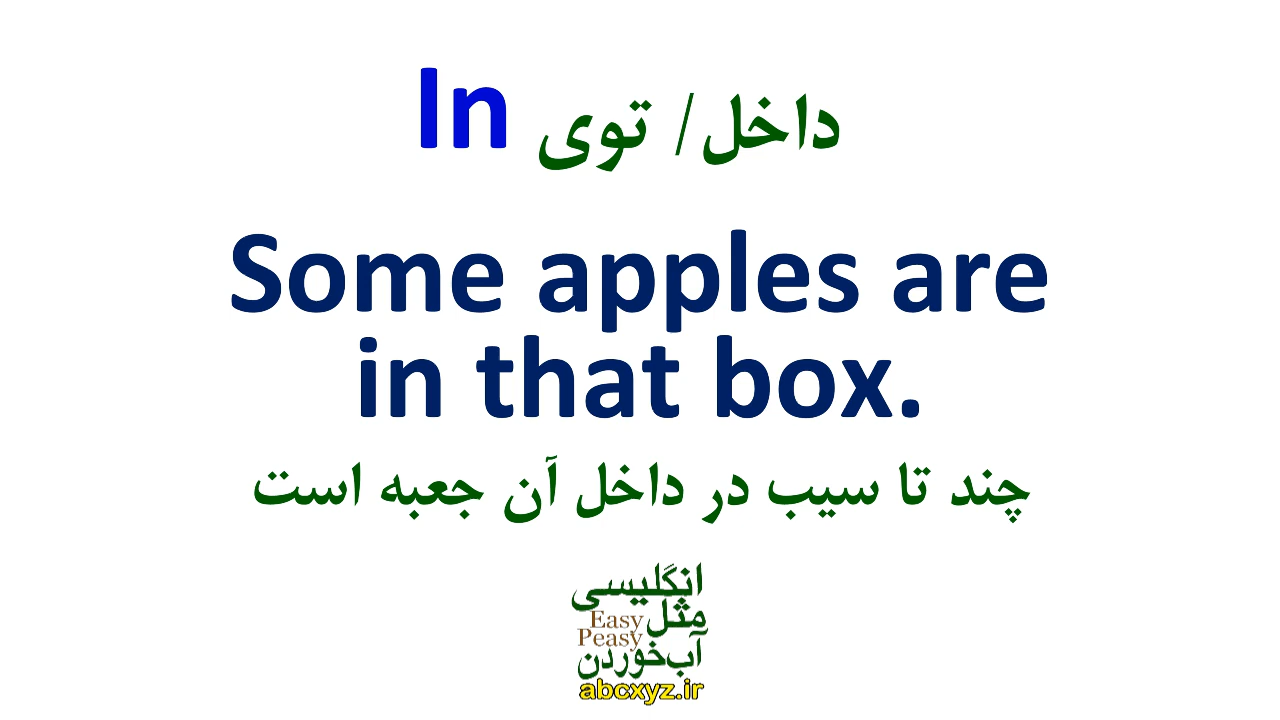 In داخل/ توی
Some apples are
in that box.
چند تا سیب در داخل آن جعبه است
انگلیسی
مثل
Easy
Peasy
آب‌خوردن
abcxyz.ir